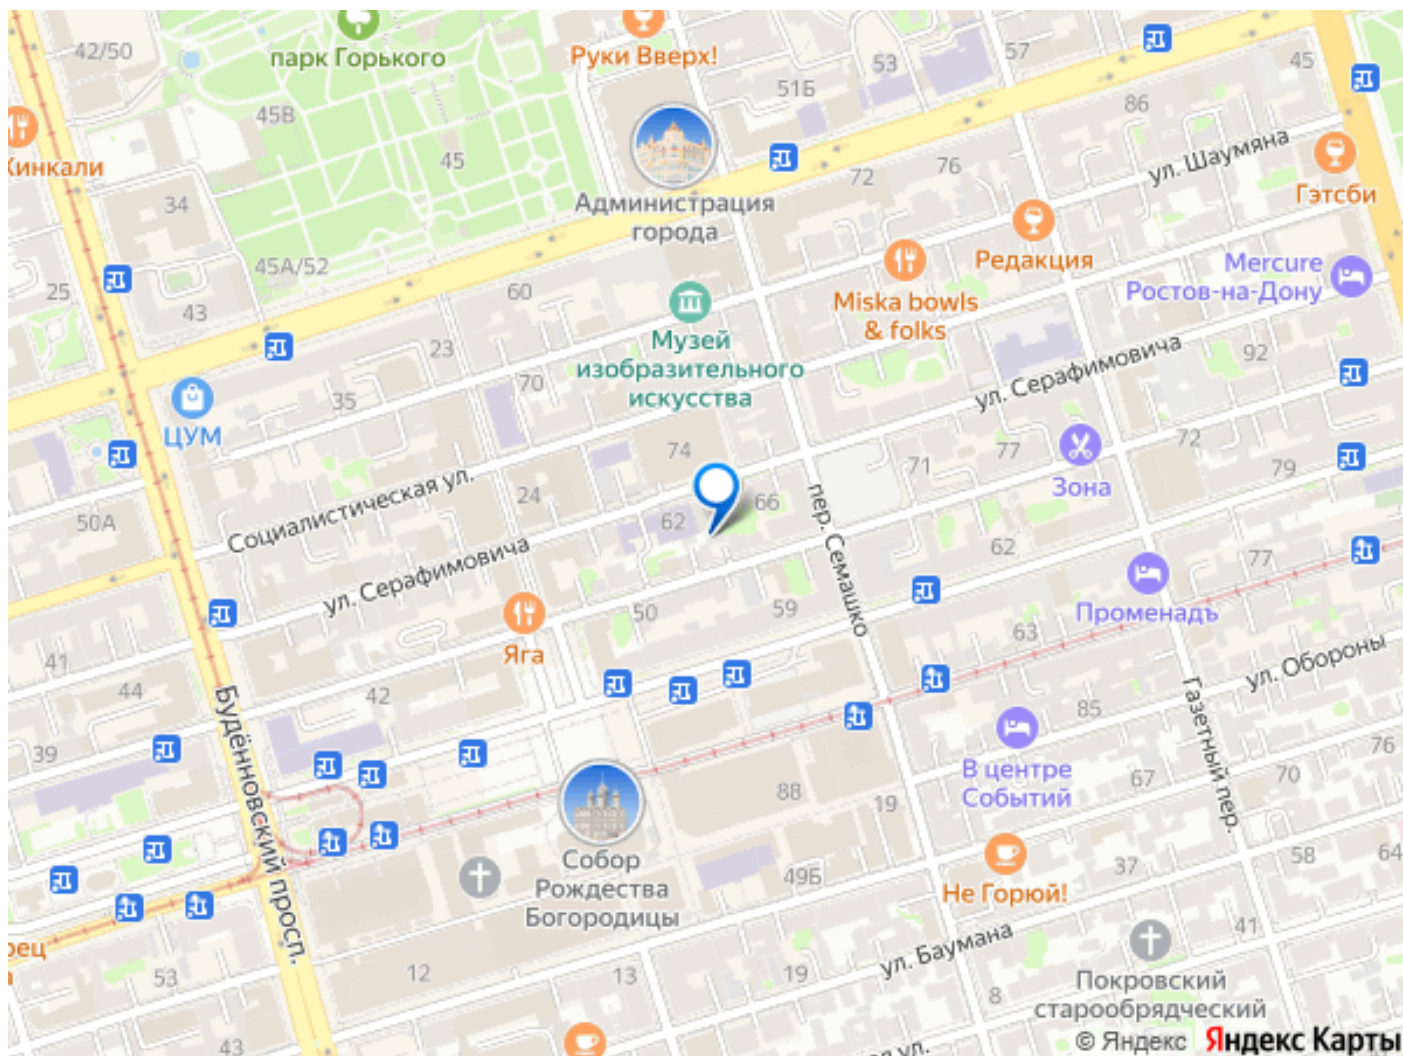 42/50
парк Горького
Руки Вверх!
57
45
53
51Б
86
45В
Хинкали
45
76
ул. Шаумяна
72
Гэтсби
34
Администрация
города
Редакция
45А/52
Mercure
Ростов-на-Дону
25
60
43
Miska bowls
& folks
Музей
изобразительного
искусства
23
92
70
ул. Серафимовича
35
ЦУМ
74
72
77
71
79
Зона
Социалистическая ул.
24
66
50А
62
пер. Семашко
62
77
ул. Серафимовича
50
59
Променадъ
63
Яга
41
44
42
ул. Обороны
Будённовский просп.
85
Газетный пер.
39
76
В центре
Событий
67
70
88
19
Собор
Рождества
Богородицы
37
58
64
49Б
Не Горюй!
41
рец
ул. Баумана
53
12
13
19
Покровский
старообрядческий
8
43
ул.
© Яндекс Яндекс Карты